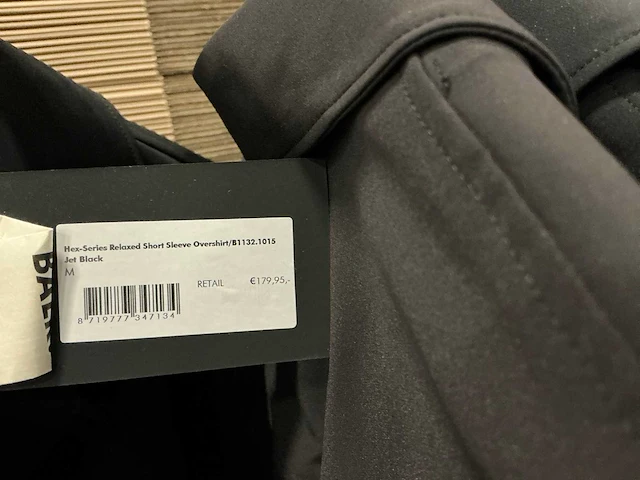 Hex-Series Relaxed Short Sleeve Overshirt/B1132.1015
Jet Black
M
RETAIL €179,95,-
8 719777 347134